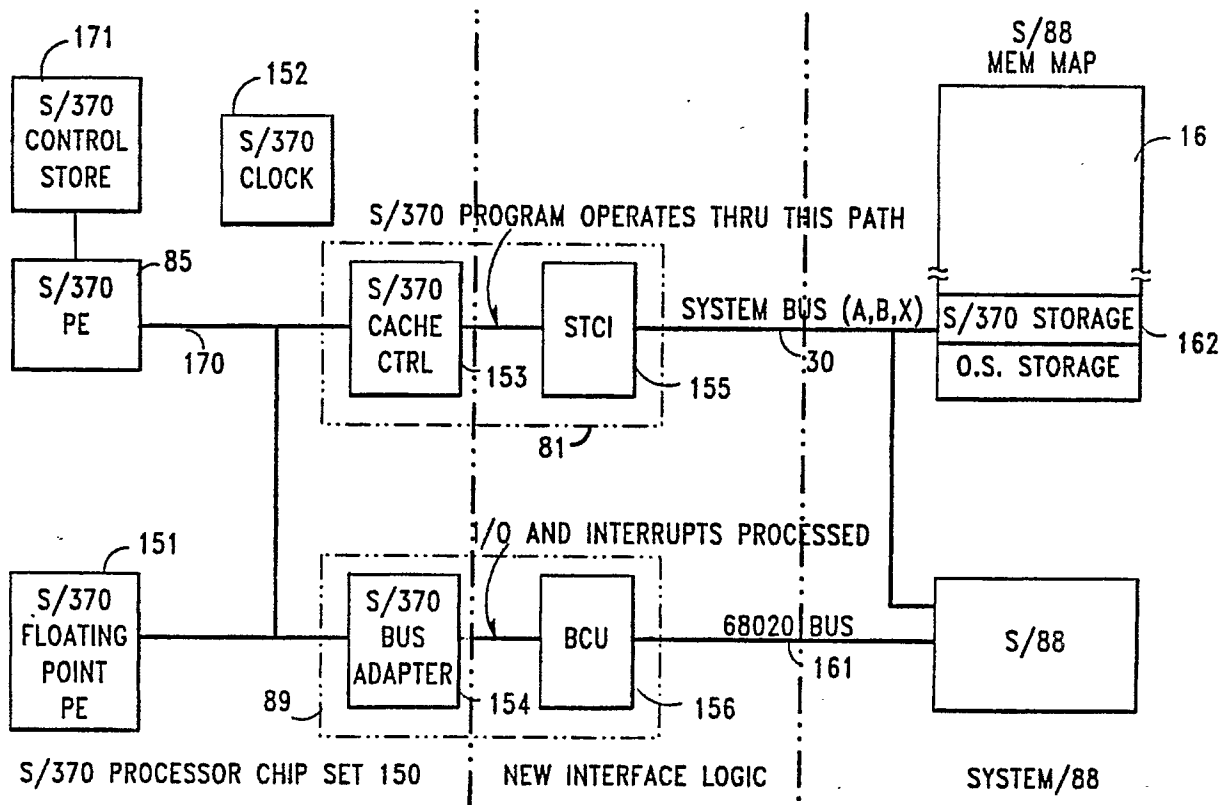 171
S/370
CONTROL
STORE
152
S/370
CLOCK
S/88
MEM MAP
16
S/370 PROGRAM OPERATES THRU THIS PATH
85
S/370
PE
170
S/370
CACHE
CTRL
153
STCI
155
81
SYSTEM BUS (A,B,X)
30
S/370 STORAGE
162
O.S. STORAGE
I/O AND INTERRUPTS PROCESSED
151
S/370
FLOATING
POINT
PE
S/370
BUS
ADAPTER
89
154
BCU
156
68020 BUS
161
S/88
S/370 PROCESSOR CHIP SET 150
NEW INTERFACE LOGIC
SYSTEM/88